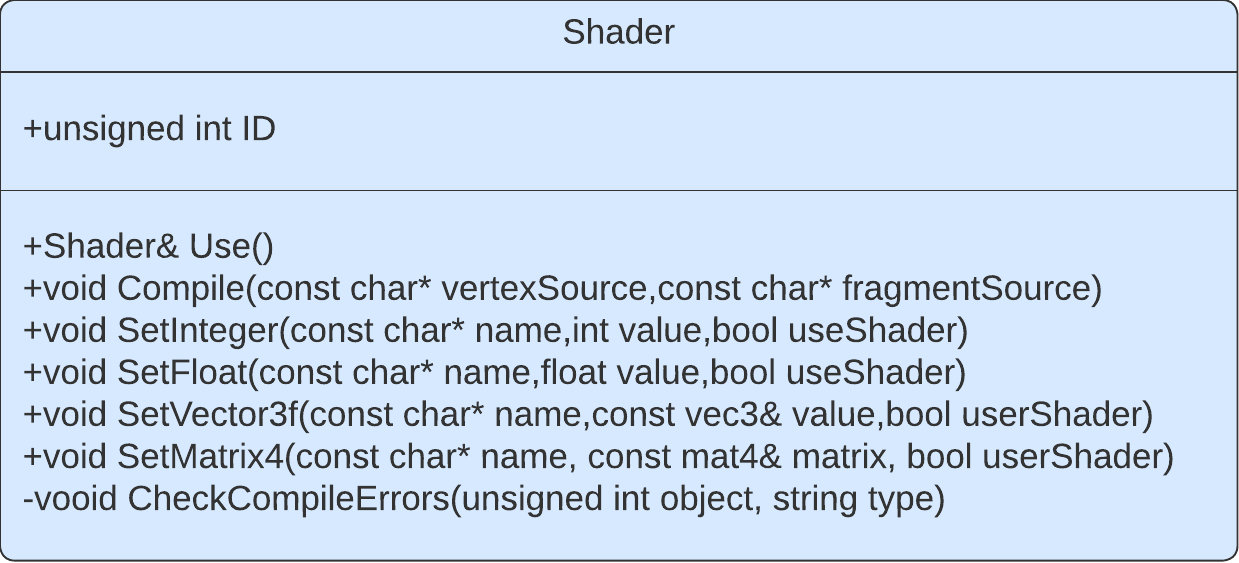 Shader
+unsigned int ID
+Shader& Use()
+void Compile(const char* vertexSource,const char* fragmentSource)
+void SetInteger(const char* name,int value,bool useShader)
+void SetFloat(const char* name,float value,bool useShader)
+void SetVector3f(const char* name,const vec3& value,bool userShader)
+void SetMatrix4(const char* name, const mat4& matrix, bool userShader)
-vooid CheckCompileErrors(unsigned int object, string type)